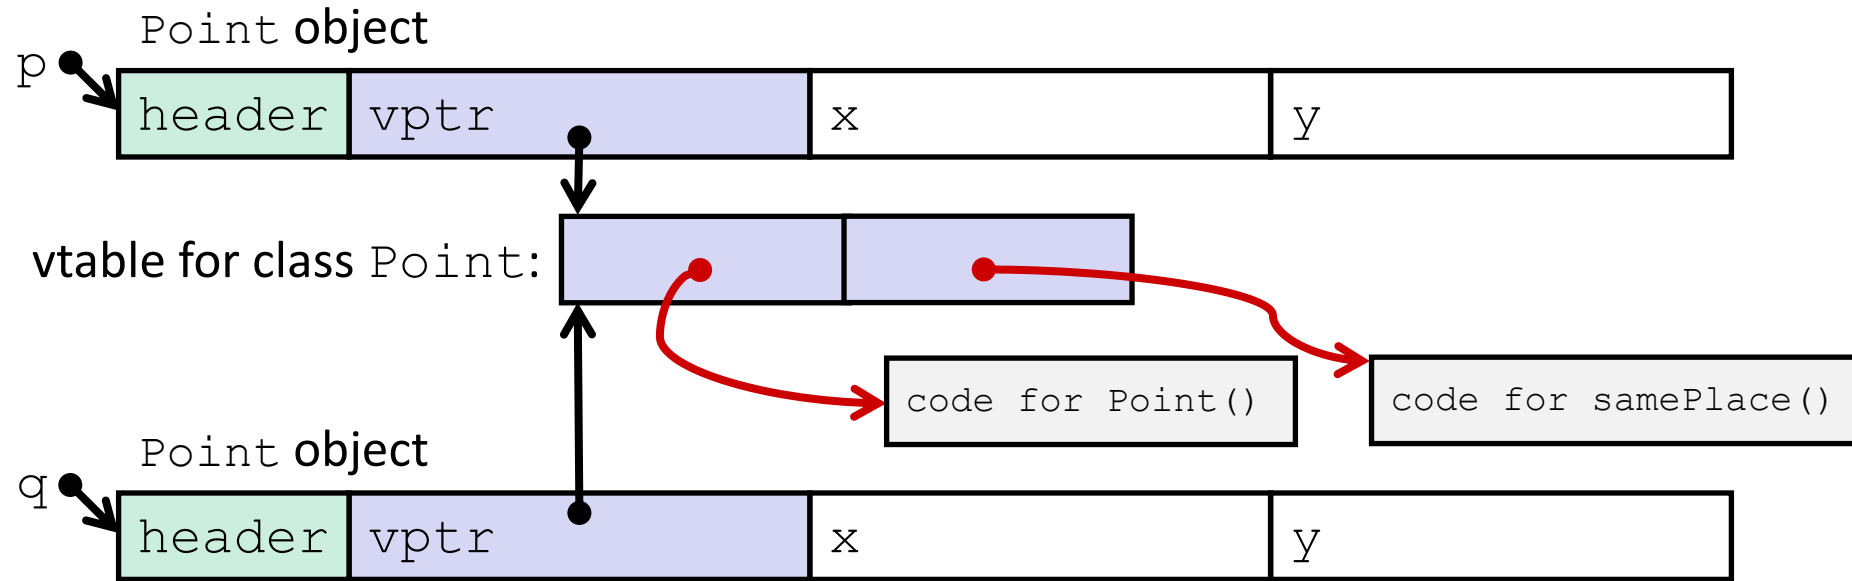 Point object
p
header vptr x y
vtable for class Point:
code for Point() code for samePlace()
Point object
q
header vptr x y